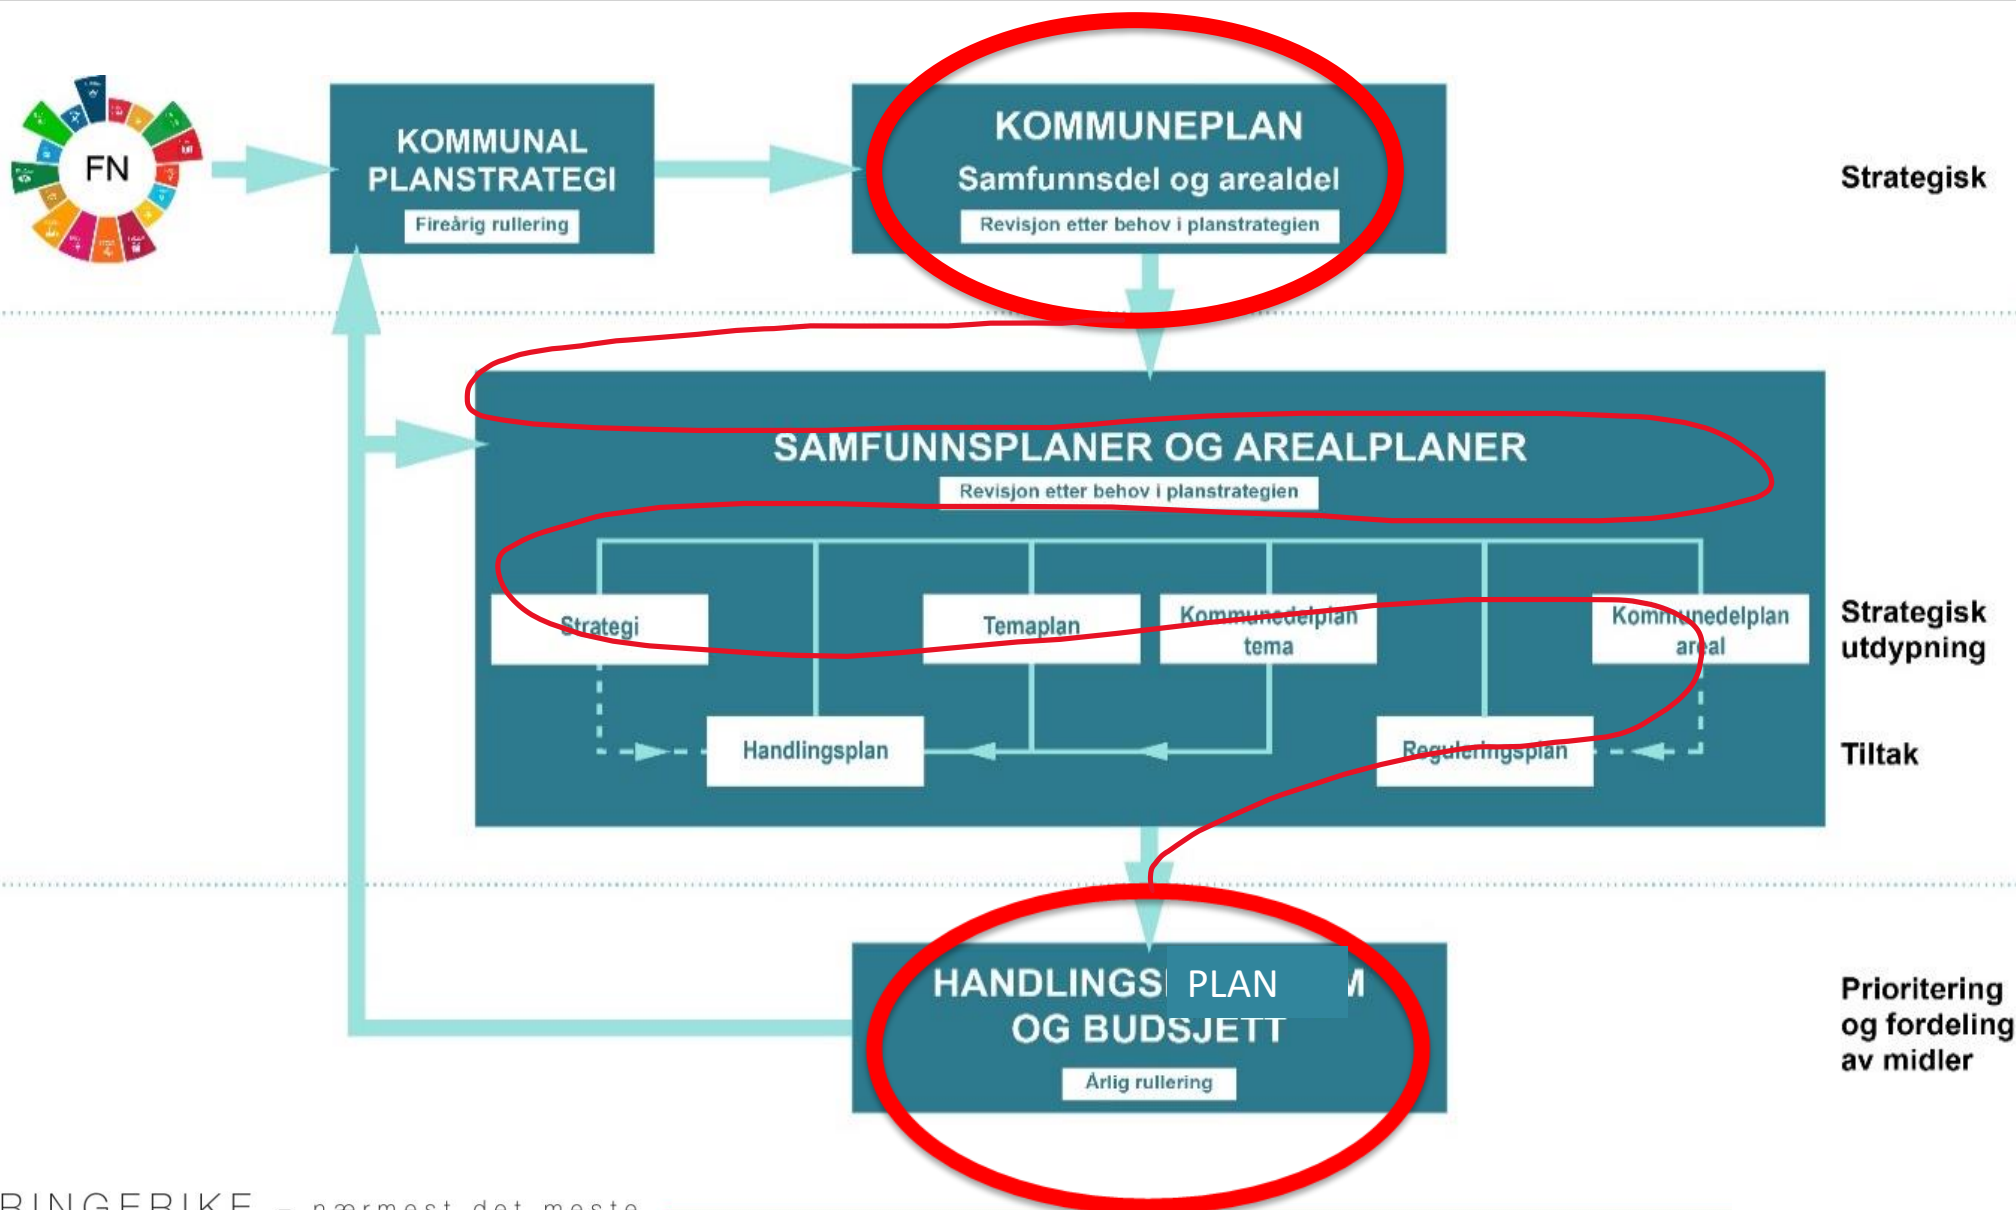 FN
KOMMUNAL
PLANSTRATEGI
Fireårig rullering
KOMMUNEPLAN
Samfunnsdel og arealdel
Revisjon etter behov i planstrategien
Strategisk
SAMFUNNSPLANER OG AREALPLANER
Revisjon etter behov i planstrategien
Strategi
Temaplan
Kommunedelplan
tema
Kommunedelplan
areal
Strategisk
utdypning
Handlingsplan
Reguleringsplan
Tiltak
HANDLINGS PLAN M
OG BUDSJETT
Årlig rullering
Prioritering
og fordeling
av midler
RINGERIKE – nærmest det meste